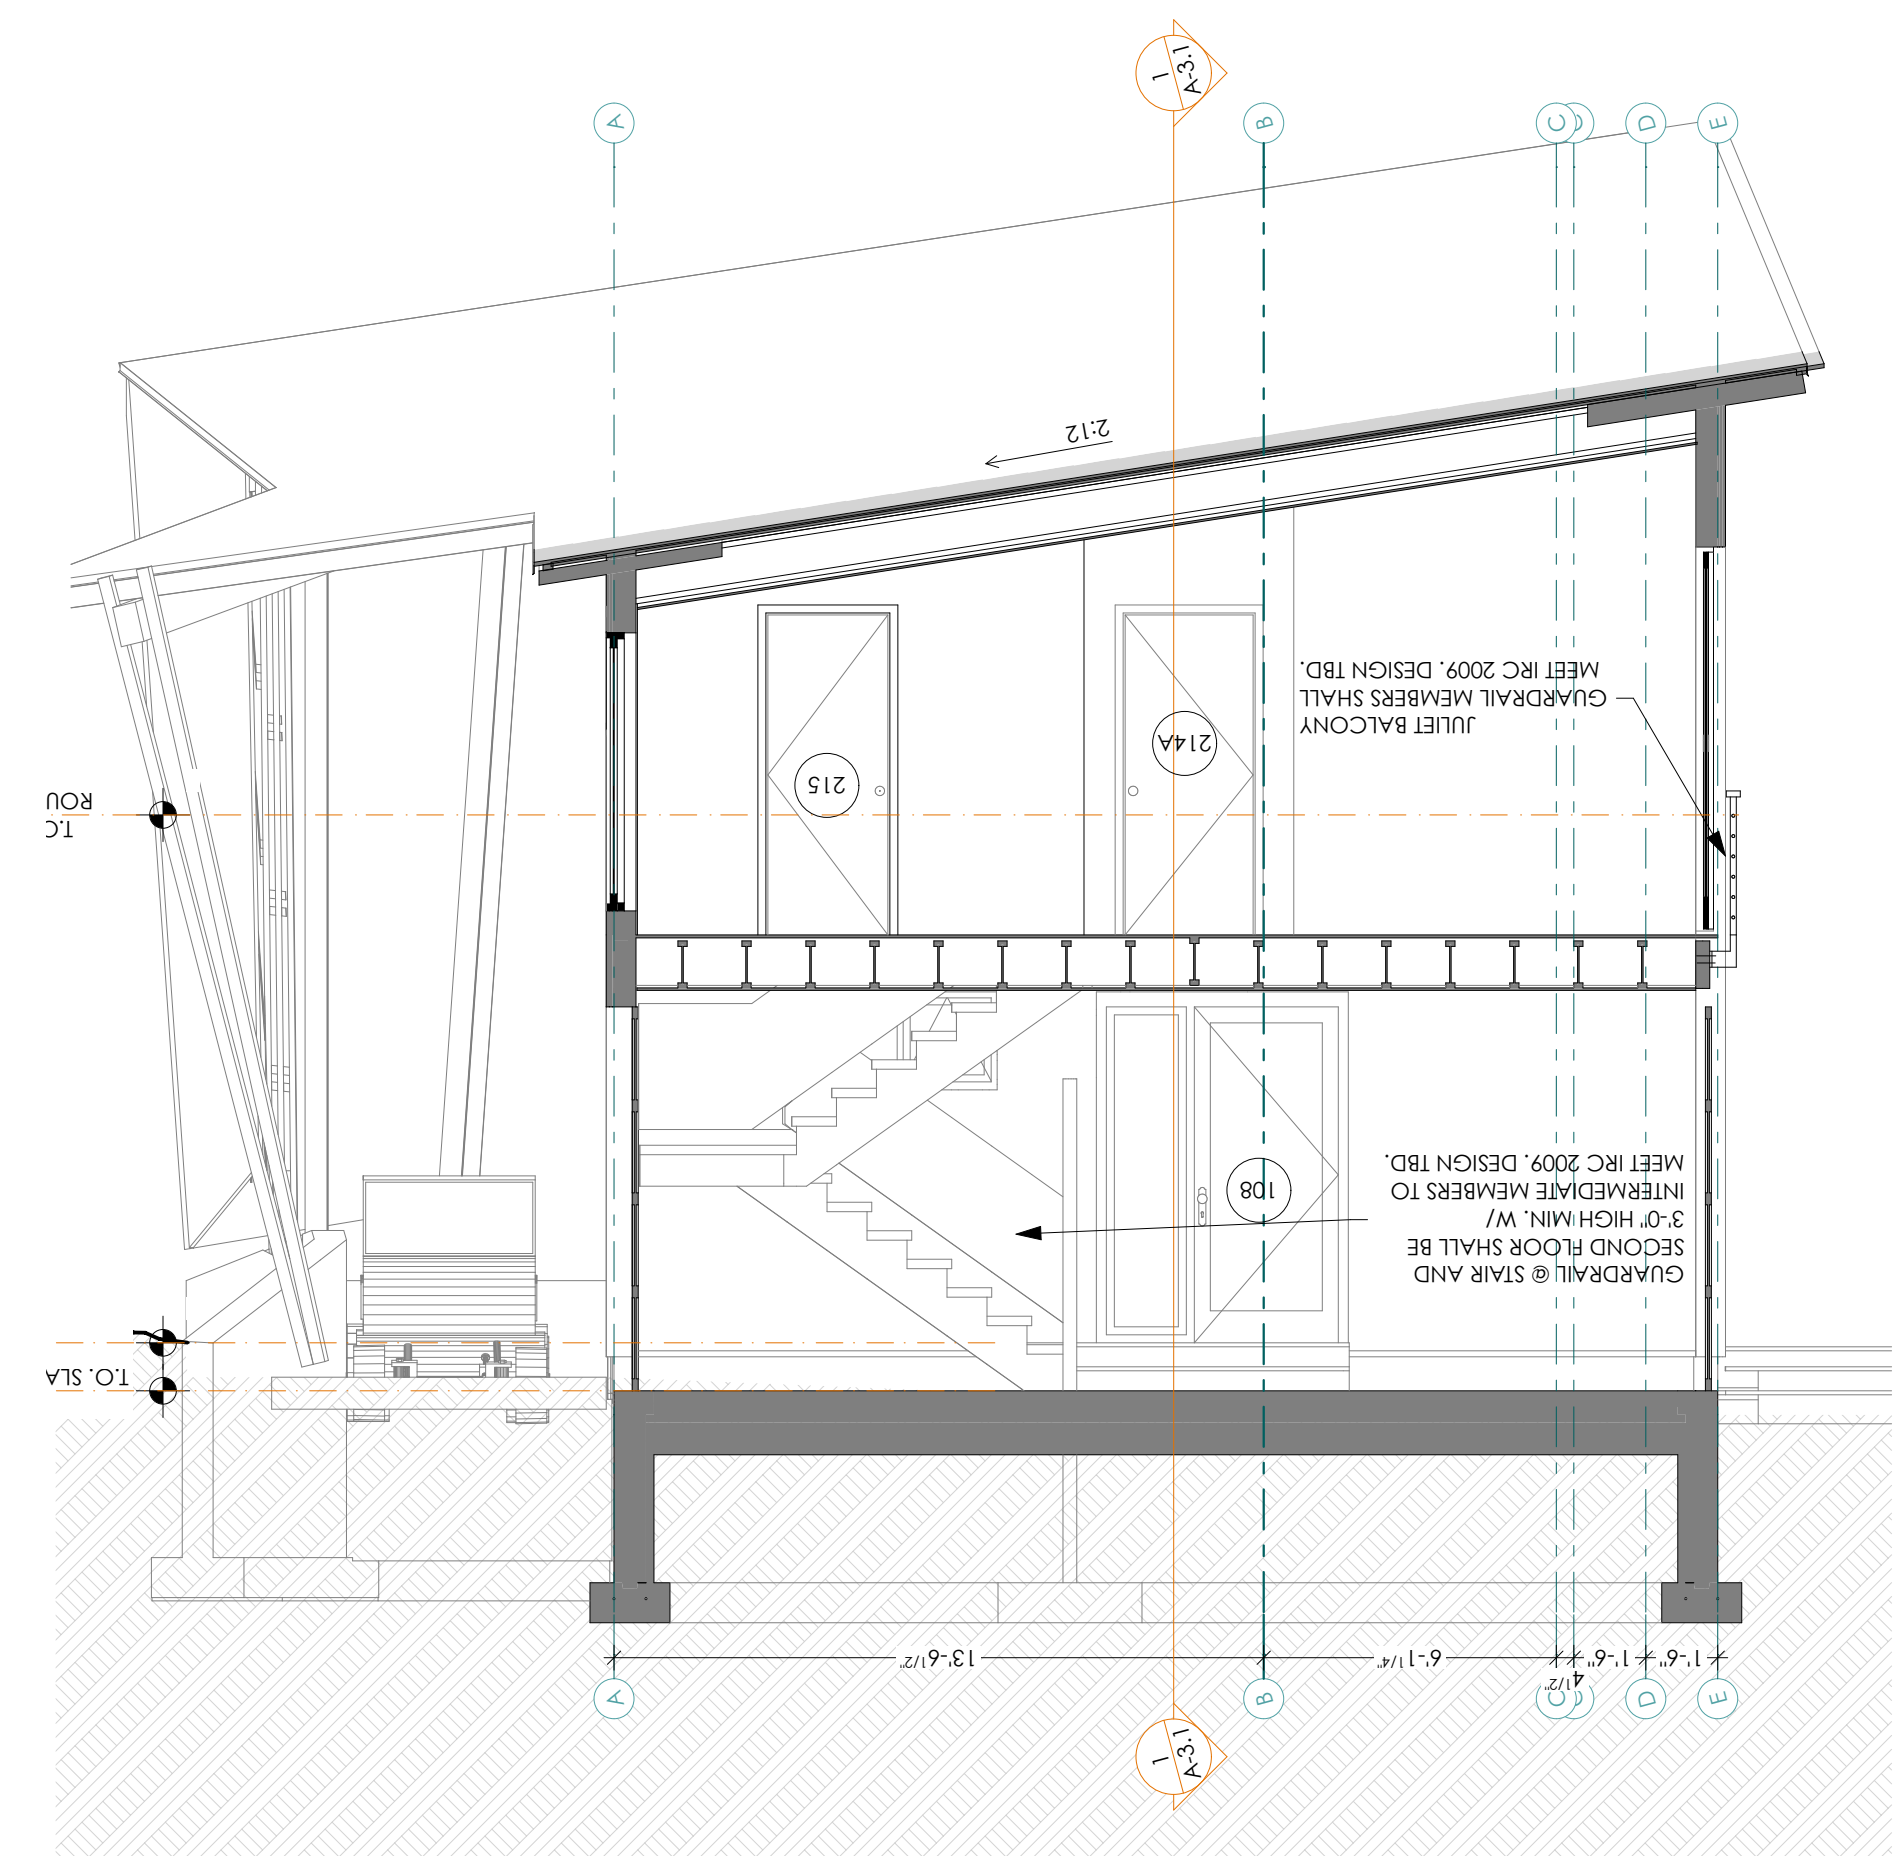 1
A-3.1
A
B
C
C
D
E
2:12
JULIET BALCONY
GUARDRAIL MEMBERS SHALL
MEET IRC 2009. DESIGN TBD.
215
214A
T.O
ROU
108
GUARDRAIL @ STAIR AND
SECOND FLOOR SHALL BE
3'-0" HIGH MIN. W/
INTERMEDIATE MEMBERS TO
MEET IRC 2009. DESIGN TBD.
T.O. SLA
13'-6 1/2"
6'-1 1/4"
4 1/2"
1'-6"
1'-6"
A
B
C
D
E
1
A-3.1